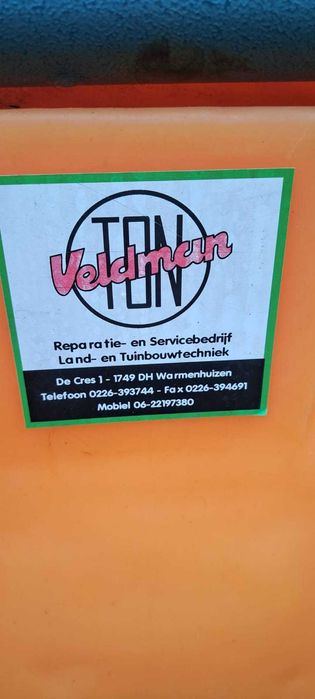 TON
Veldman
Reparatie- en Servicebedrijf
Land- en Tuinbouwtechniek
De Cres 1 - 1749 DH Warmenhuizen
Telefoon 0226-393744 - Fax 0226-394691
Mobiel 06-22197380